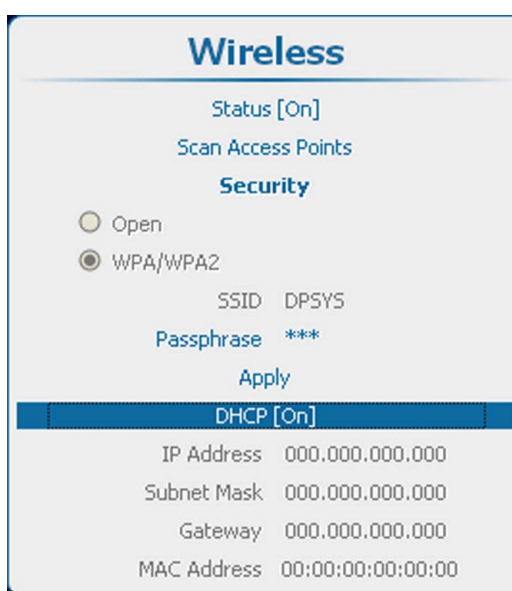 Wireless
Status [On]
Scan Access Points
Security
Open
WPA/WPA2
SSID DPSYS
Passphrase ***
Apply
DHCP [On]
IP Address 000.000.000.000
Subnet Mask 000.000.000.000
Gateway 000.000.000.000
MAC Address 00:00:00:00:00:00